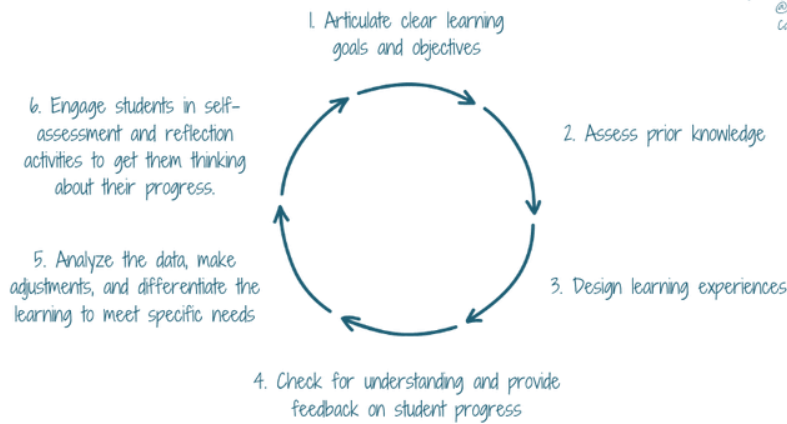 1. Articulate clear learning
goals and objectives
2. Assess prior knowledge
3. Design learning experiences
4. Check for understanding and provide
feedback on student progress
5. Analyze the data, make
adjustments, and differentiate the
learning to meet specific needs
6. Engage students in self-
assessment and reflection
activities to get them thinking
about their progress.